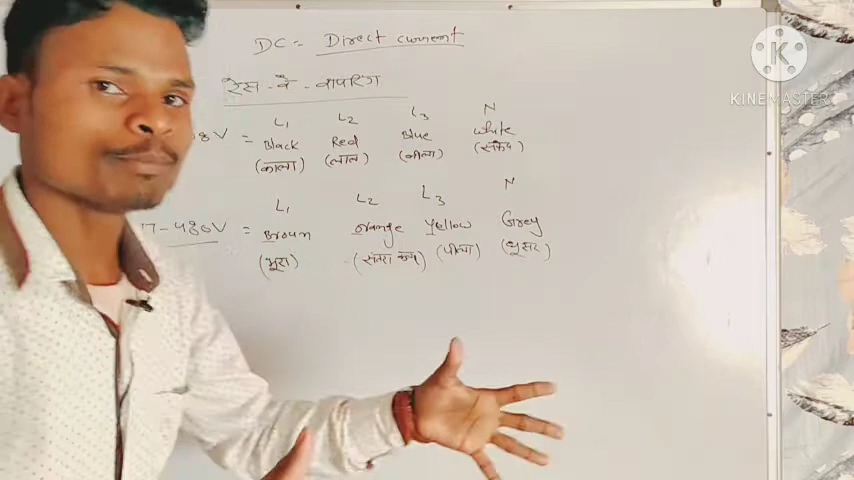 DC = Direct current
रेस - वे - वायरिंग
L1 L2 L3 N
8V = Black Red Blue White
(काला) (लाल) (नीला) (सफेद)
L1 L2 L3 N
480V = Brown Orange Yellow Grey
(भूरा) (पीला) (धूसर)
K
KINEMASTER